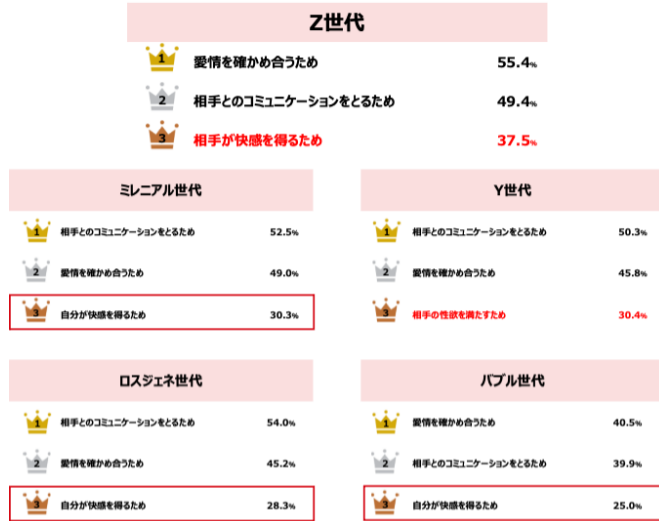 Z世代
1 愛情を確かめ合うため 55.4%
2 相手とのコミュニケーションをとるため 49.4%
3 相手が快感を得るため 37.5%
ミレニアル世代
1 相手とのコミュニケーションをとるため 52.5%
2 愛情を確かめ合うため 49.0%
3 自分が快感を得るため 30.3%
Y世代
1 相手とのコミュニケーションをとるため 50.3%
2 愛情を確かめ合うため 45.8%
3 相手の性欲を満たすため 30.4%
ロスジェネ世代
1 相手とのコミュニケーションをとるため 54.0%
2 愛情を確かめ合うため 45.2%
3 自分が快感を得るため 28.3%
バブル世代
1 愛情を確かめ合うため 40.5%
2 相手とのコミュニケーションをとるため 39.9%
3 自分が快感を得るため 25.0%